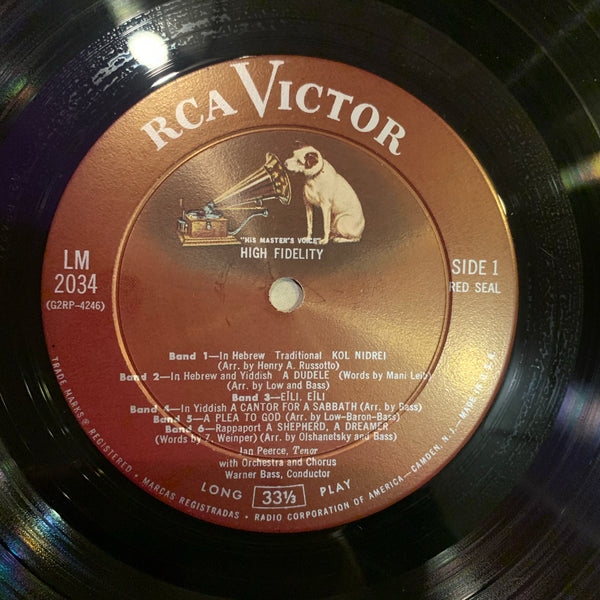 RCA VICTOR
"HIS MASTER'S VOICE"
HIGH FIDELITY
LM
2034
(G2RP-4246)
SIDE 1
RED SEAL
Band 1—In Hebrew Traditional KOL NIDREI
(Arr. by Henry A. Russotto)
Band 2—In Hebrew and Yiddish A DUDELE (Words by Mani Leib)
(Arr. by Low and Bass)
Band 3—EÏLI, EÏLI
Band 4—In Yiddish A CANTOR FOR A SABBATH (Arr. by Bass)
Band 5—A PLEA TO GOD (Arr. by Low-Baron-Bass)
Band 6—Rappaport A SHEPHERD, A DREAMER
(Words by Z. Weinper) (Arr. by Olshanetsky and Bass)
Jan Peerce, Tenor
with Orchestra and Chorus
Warner Bass, Conductor
LONG 33⅓ PLAY
TRADE MARKS ® REGISTERED • MARCAS REGISTRADAS • RADIO CORPORATION OF AMERICA—CAMDEN, N.J.—MADE IN U.S.A.